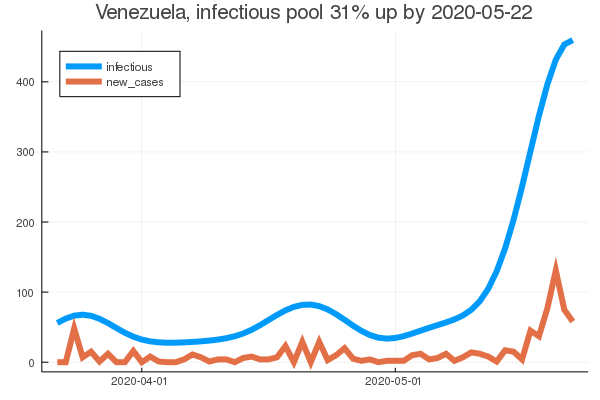 Venezuela, infectious pool 31% up by 2020-05-22
infectious
new_cases
400
300
200
100
0
2020-04-01
2020-05-01